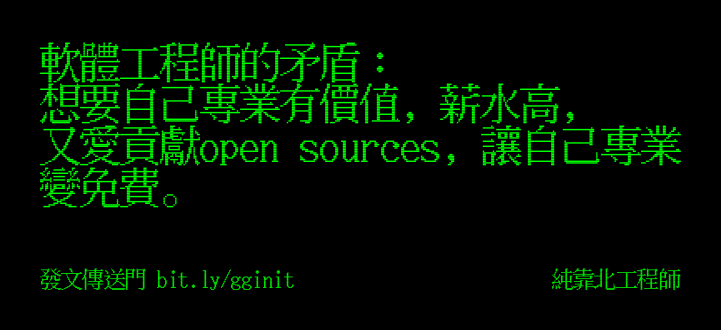 軟體工程師的矛盾：
想要自己專業有價值, 薪水高,
又愛貢獻open sources, 讓自己專業
變免費。
發文傳送門 bit.ly/gginit
純靠北工程師